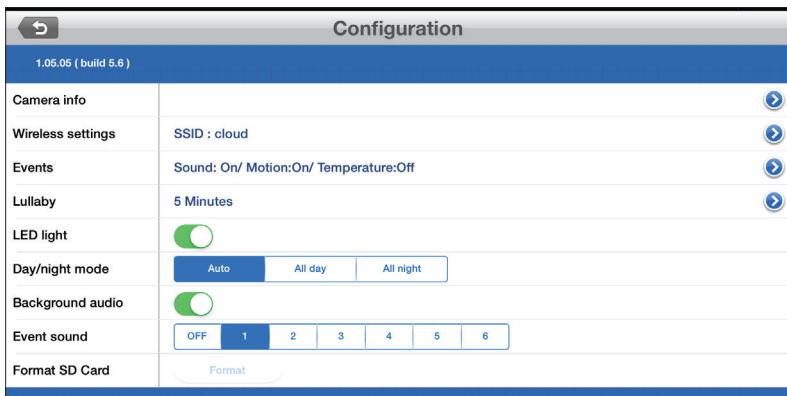 Configuration
1.05.05 ( build 5.6 )
Camera info
Wireless settings SSID : cloud
Events Sound: On/ Motion:On/ Temperature:Off
Lullaby 5 Minutes
LED light
Day/night mode Auto All day All night
Background audio
Event sound OFF 1 2 3 4 5 6
Format SD Card Format